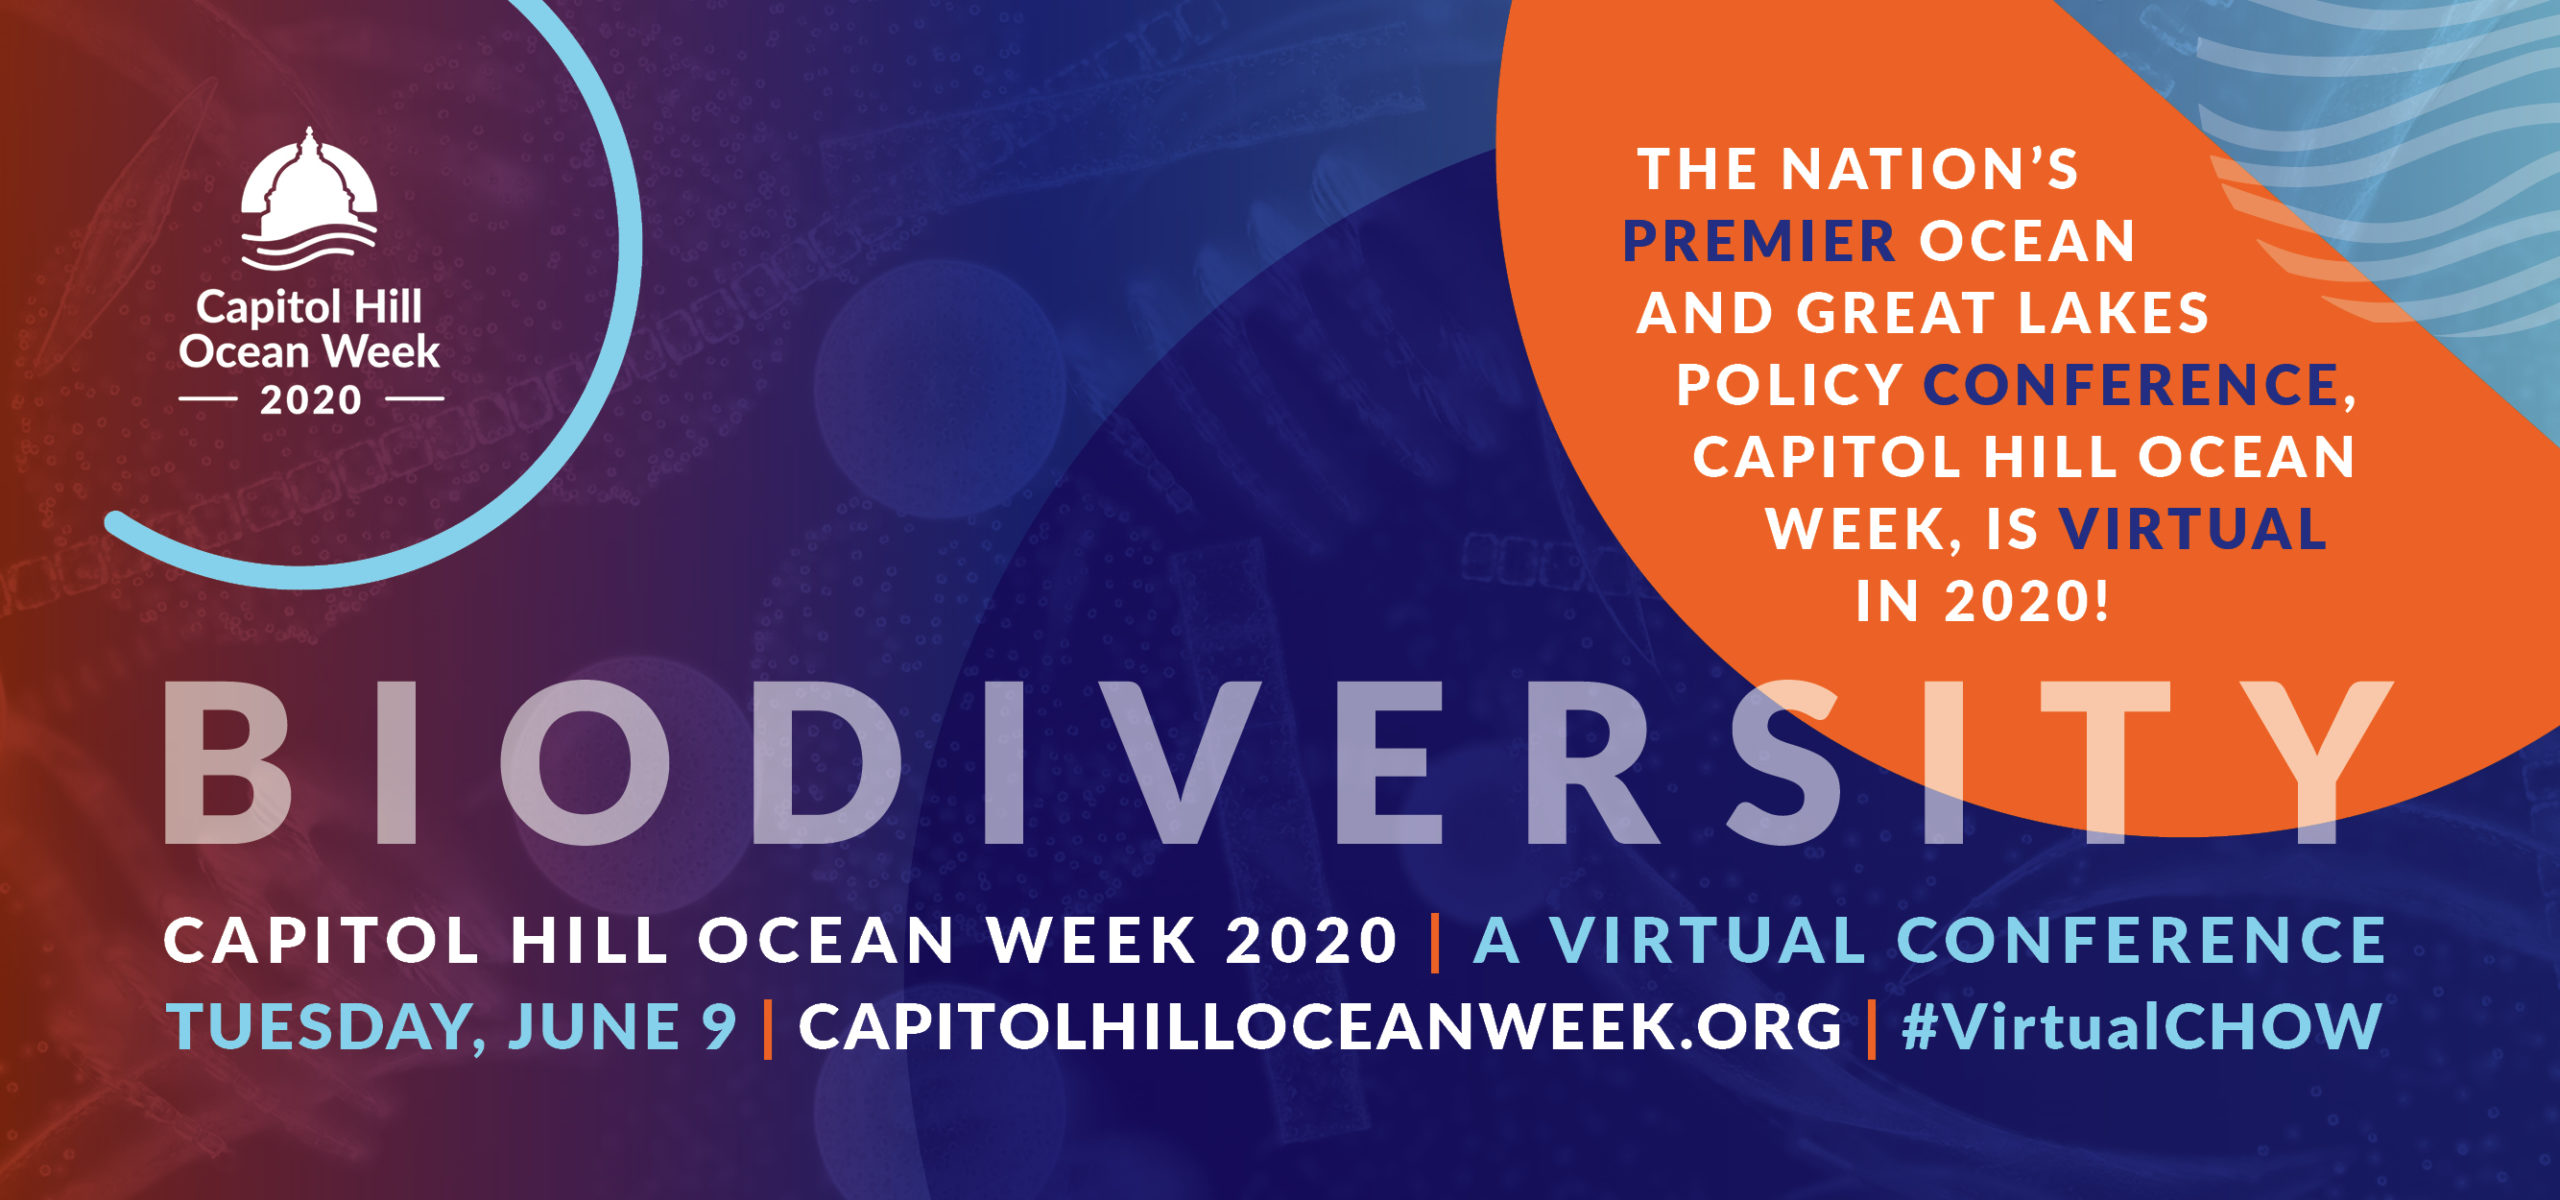 Capitol Hill
Ocean Week
2020
THE NATION’S
PREMIER OCEAN
AND GREAT LAKES
POLICY CONFERENCE,
CAPITOL HILL OCEAN
WEEK, IS VIRTUAL
IN 2020!
BIODIVERSITY
CAPITOL HILL OCEAN WEEK 2020 | A VIRTUAL CONFERENCE
TUESDAY, JUNE 9 | CAPITOLHILLOCEANWEEK.ORG | #VirtualCHOW